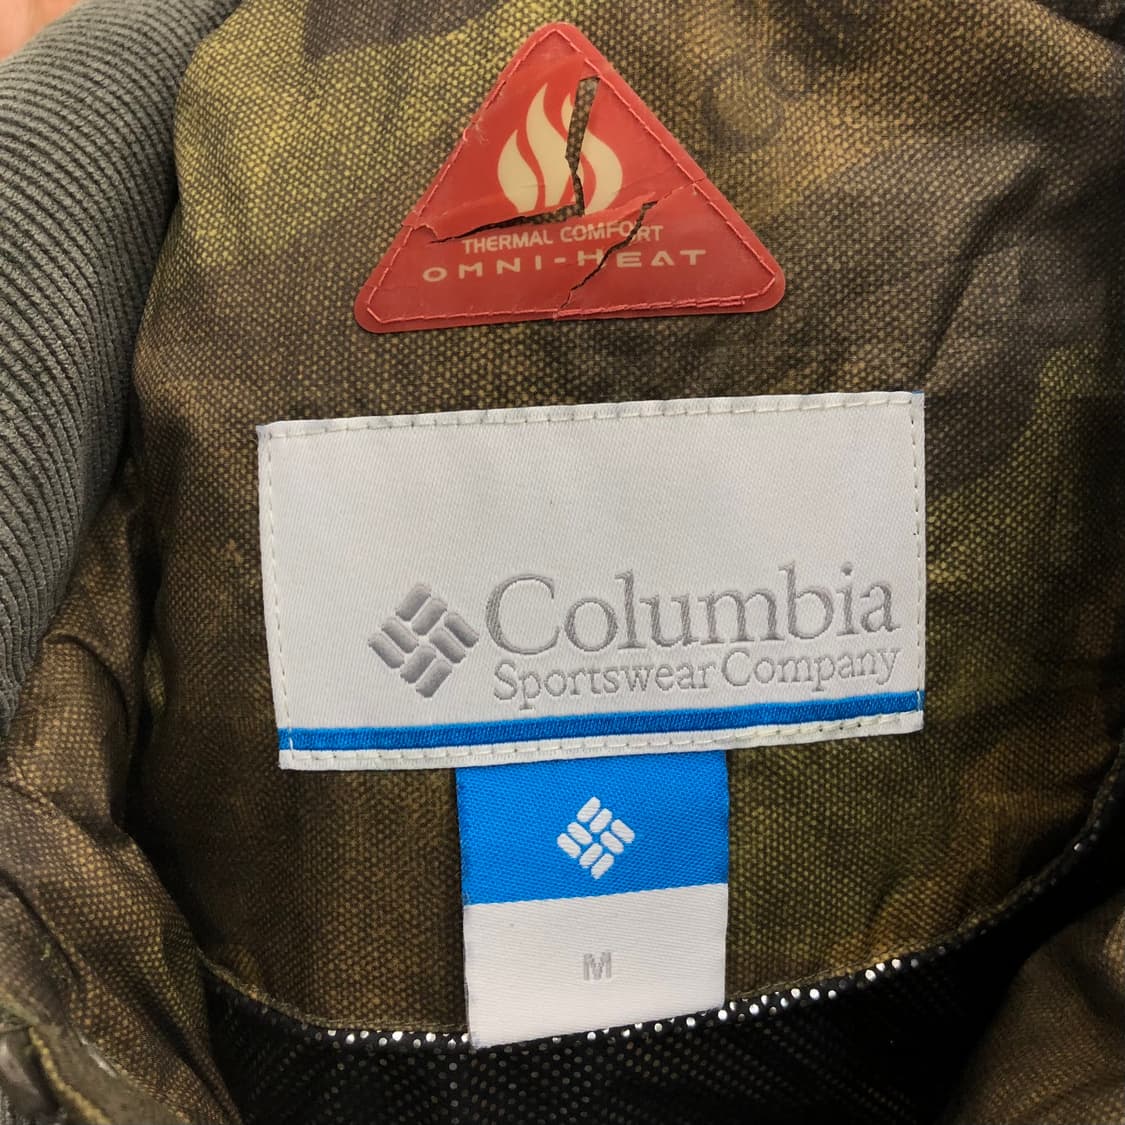 THERMAL COMFORT
OMNI-HEAT
Columbia
Sportswear Company
M